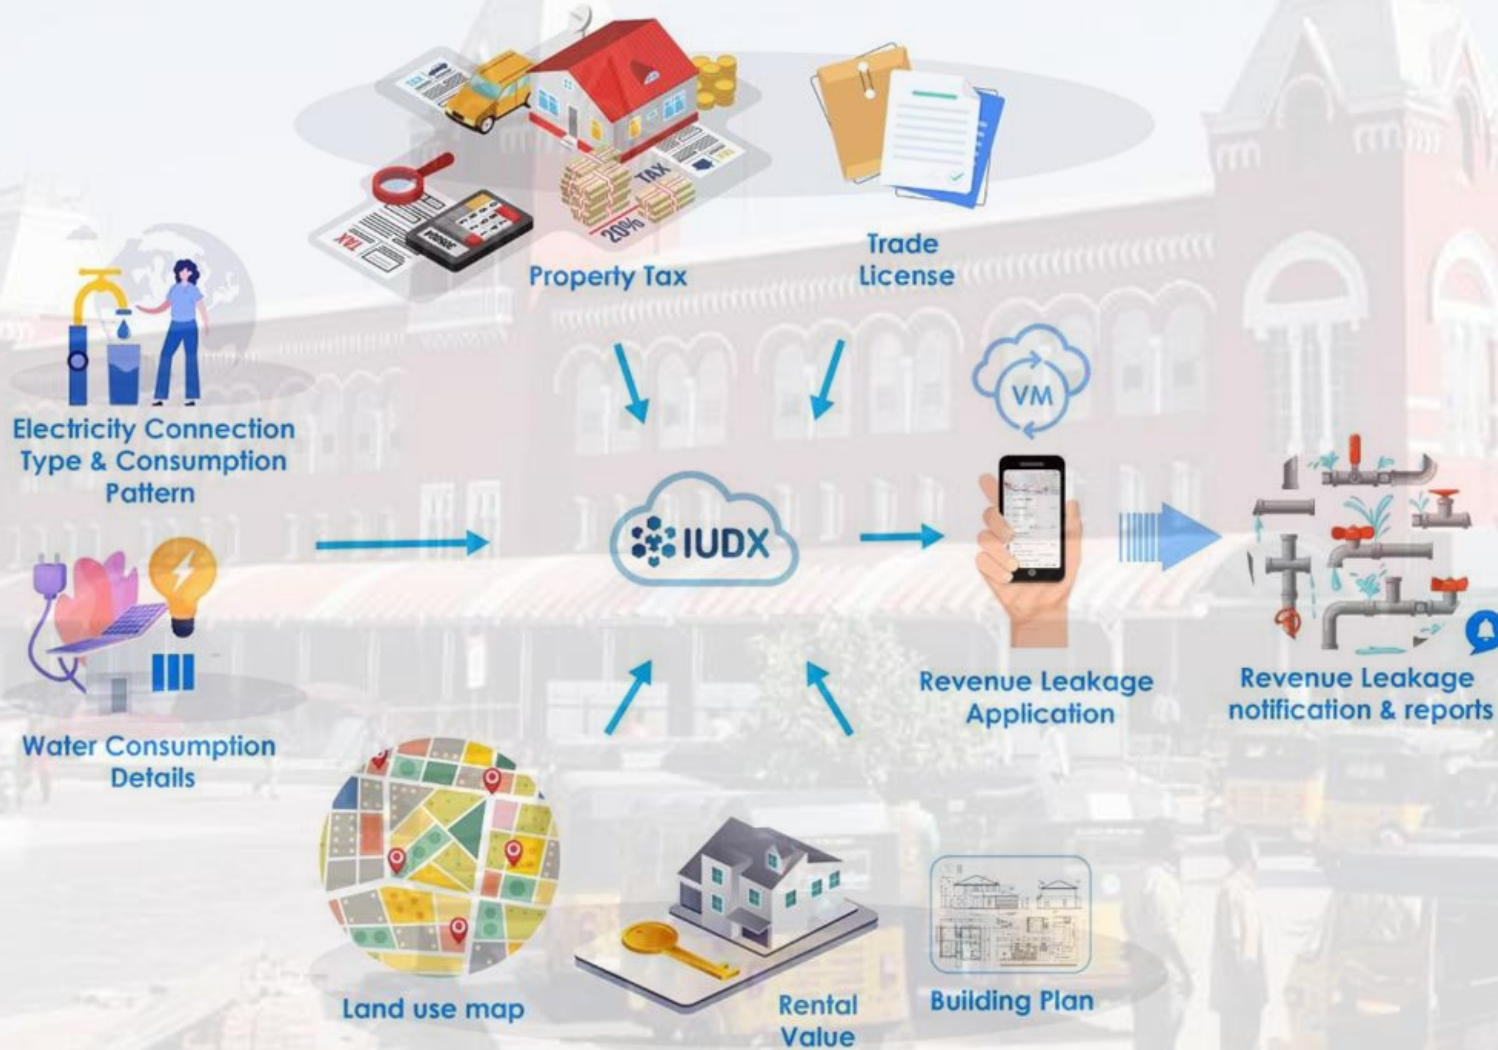 TAX
TAX
20%
TAX
Property Tax
Trade
License
Electricity Connection
Type & Consumption
Pattern
VM
IUDX
Water Consumption
Details
Revenue Leakage
Application
Revenue Leakage
notification & reports
Land use map
Rental
Value
Building Plan